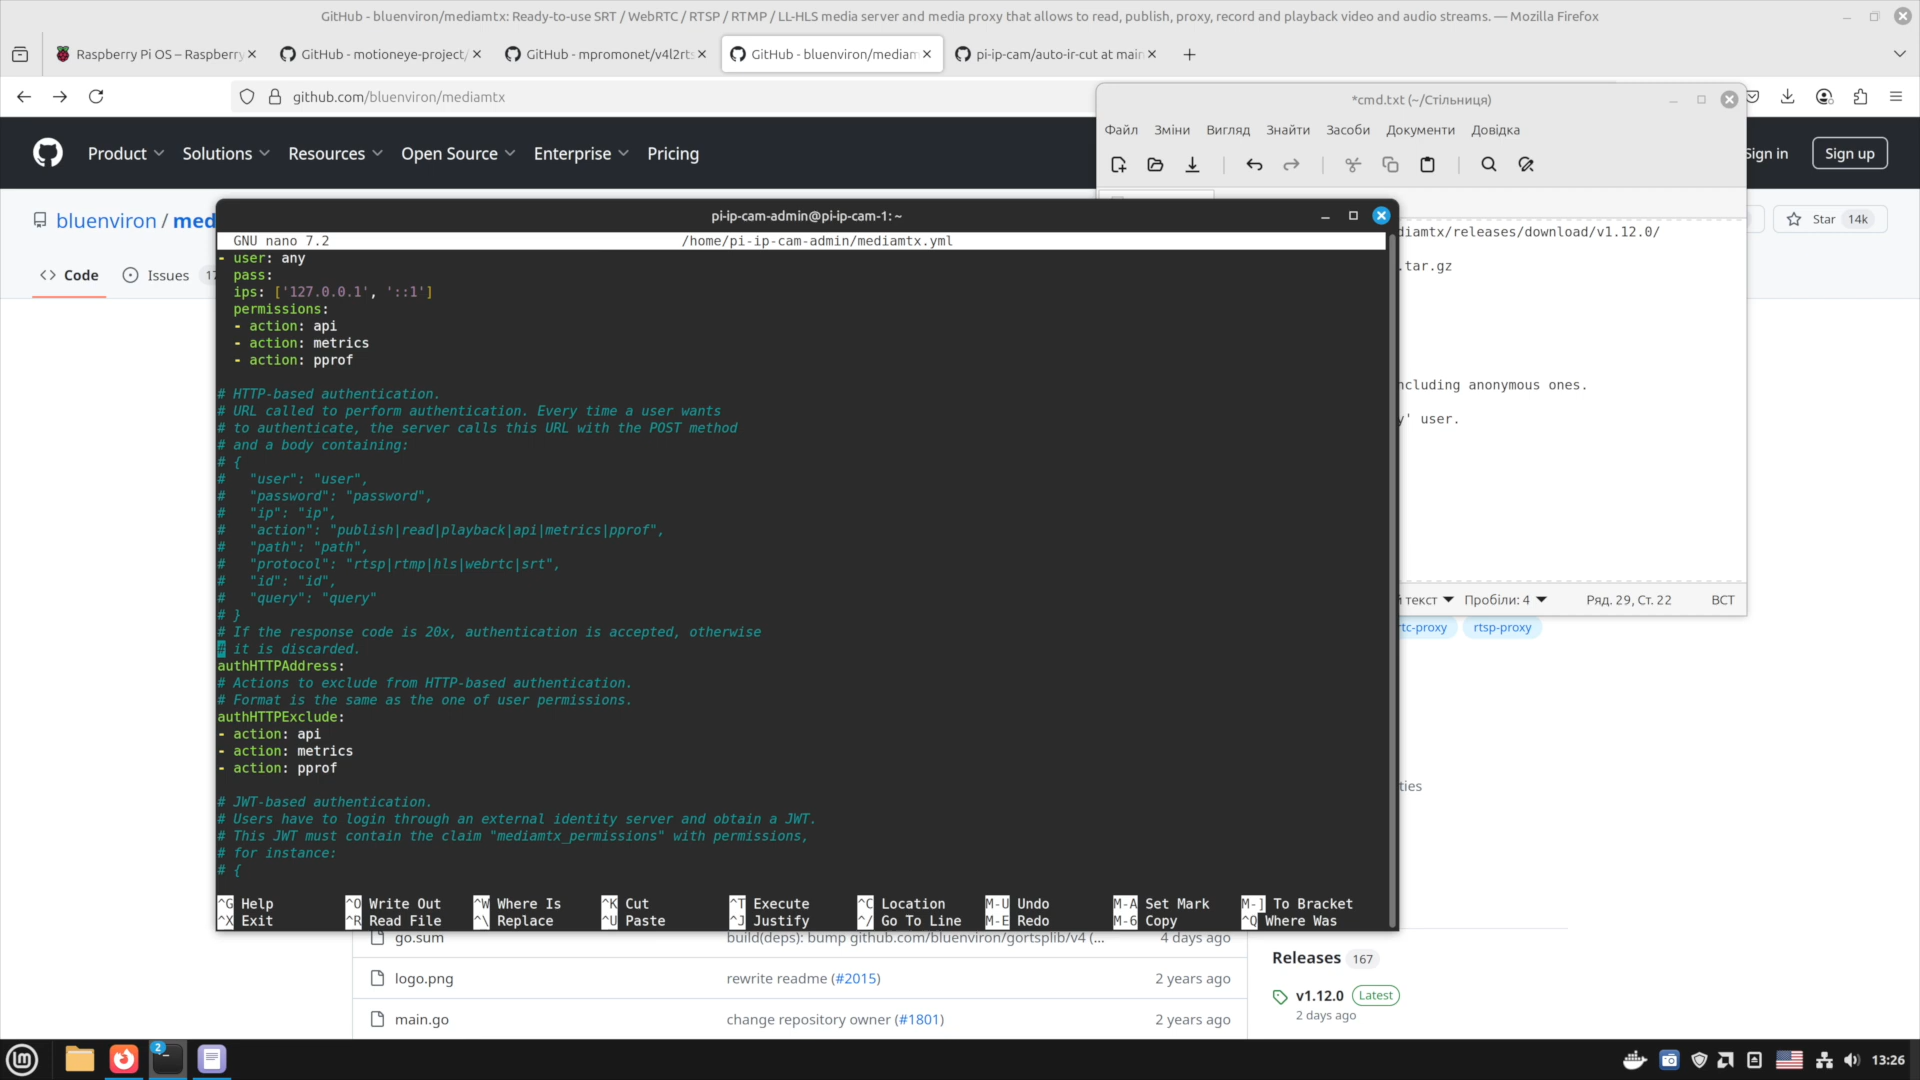 GitHub - bluenviron/mediamtx: Ready-to-use SRT / WebRTC / RTSP / RTMP / LL-HLS media server and media proxy that allows to read, publish, proxy, record and playback video and audio streams. — Mozilla Firefox
Raspberry Pi OS – Raspberry
GitHub - motioneye-project/
GitHub - mpromonet/v4l2rts
GitHub - bluenviron/mediam
pi-ip-cam/auto-ir-cut at main
github.com/bluenviron/mediamtx
*cmd.txt (~/Стільниця)
Файл Зміни Вигляд Знайти Засоби Документи Довідка
Product Solutions Resources Open Source Enterprise Pricing
Sign in Sign up
bluenviron / med
Star 14k
Code Issues 17
diamtx/releases/download/v1.12.0/
.tar.gz
ncluding anonymous ones.
y' user.
текст Пробіли: 4 Ряд. 29, Ст. 22 ВСТ
rtc-proxy rtsp-proxy
ties
pi-ip-cam-admin@pi-ip-cam-1: ~
GNU nano 7.2 /home/pi-ip-cam-admin/mediamtx.yml
- user: any
pass:
ips: ['127.0.0.1', '::1']
permissions:
- action: api
- action: metrics
- action: pprof
# HTTP-based authentication.
# URL called to perform authentication. Every time a user wants
# to authenticate, the server calls this URL with the POST method
# and a body containing:
# {
#   "user": "user",
#   "password": "password",
#   "ip": "ip",
#   "action": "publish|read|playback|api|metrics|pprof",
#   "path": "path",
#   "protocol": "rtsp|rtmp|hls|webrtc|srt",
#   "id": "id",
#   "query": "query"
# }
# If the response code is 20x, authentication is accepted, otherwise
# it is discarded.
authHTTPAddress:
# Actions to exclude from HTTP-based authentication.
# Format is the same as the one of user permissions.
authHTTPExclude:
- action: api
- action: metrics
- action: pprof
# JWT-based authentication.
# Users have to login through an external identity server and obtain a JWT.
# This JWT must contain the claim "mediamtx_permissions" with permissions,
# for instance:
# {
^G Help ^O Write Out ^W Where Is ^K Cut ^T Execute ^C Location M-U Undo M-A Set Mark M-] To Bracket
^X Exit ^R Read File ^\ Replace ^U Paste ^J Justify ^/ Go To Line M-E Redo M-6 Copy ^Q Where Was
go.sum build(deps): bump github.com/bluenviron/gortsplib/v4 (... 4 days ago
logo.png rewrite readme (#2015) 2 years ago
main.go change repository owner (#1801) 2 years ago
Releases 167
v1.12.0 Latest
2 days ago
2
13:26